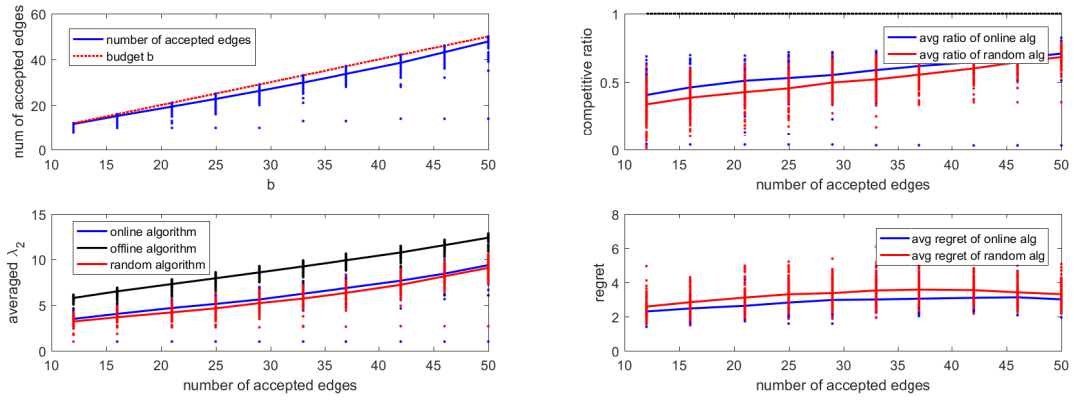 60
40
20
0
num of accepted edges
number of accepted edges
budget b
10 15 20 25 30 35 40 45 50
b
1
0.5
0
competitive ratio
avg ratio of online alg
avg ratio of random alg
10 15 20 25 30 35 40 45 50
number of accepted edges
15
10
5
0
averaged λ2
online algorithm
offline algorithm
random algorithm
10 15 20 25 30 35 40 45 50
number of accepted edges
8
6
4
2
0
regret
avg regret of online alg
avg regret of random alg
10 15 20 25 30 35 40 45 50
number of accepted edges